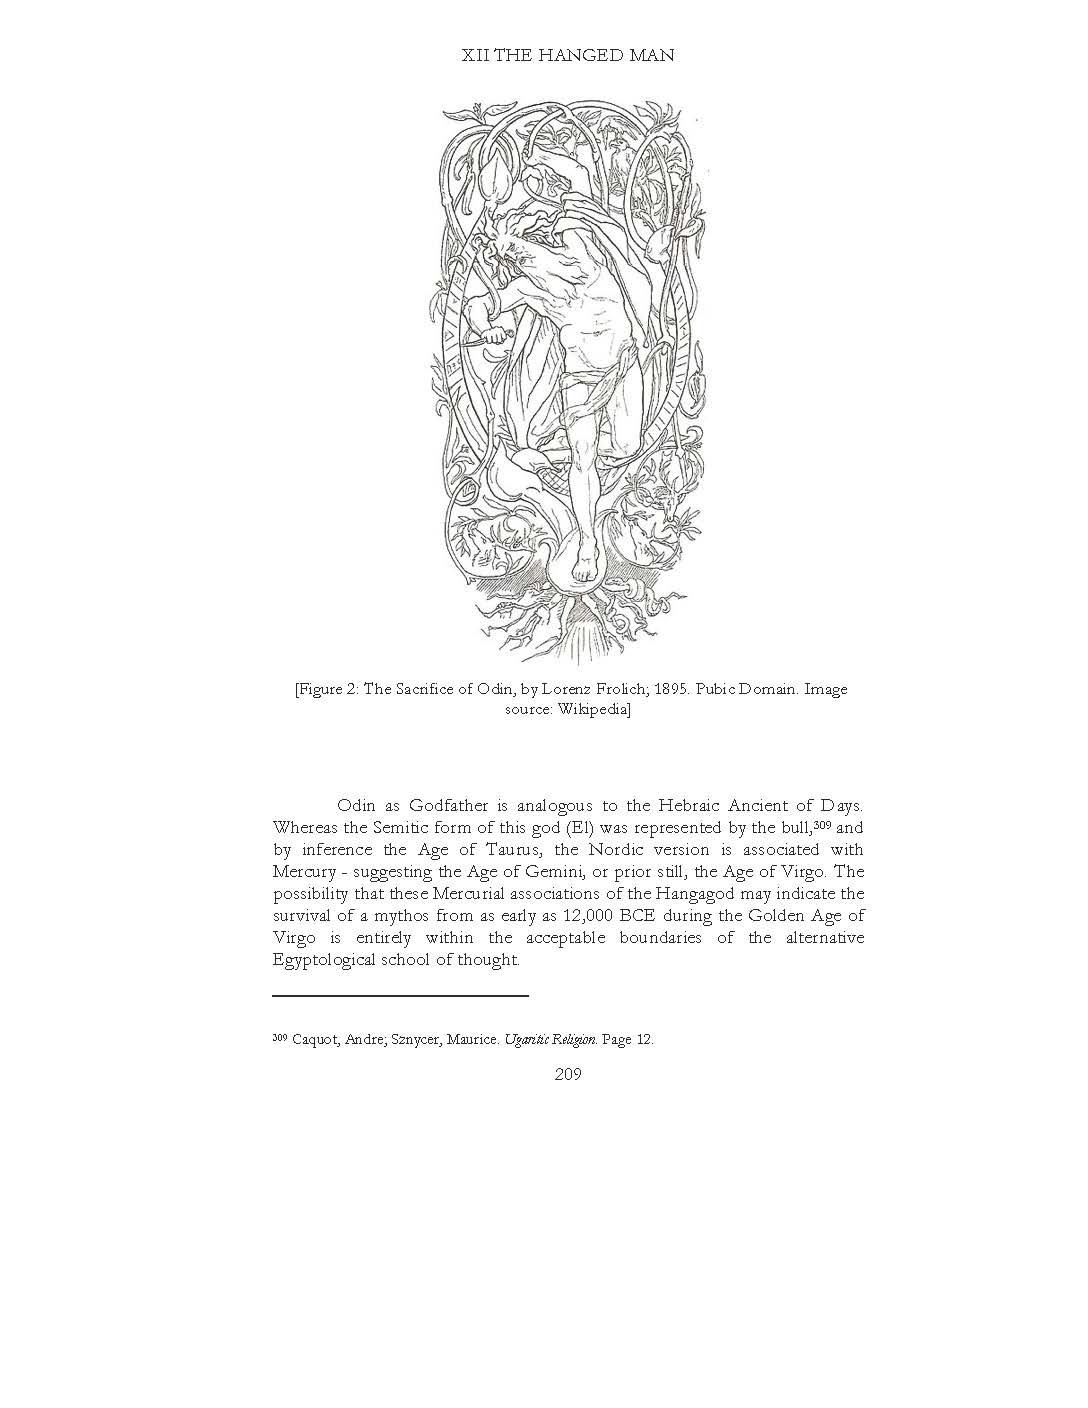 XII THE HANGED MAN
[Figure 2: The Sacrifice of Odin, by Lorenz Frolich; 1895. Pubic Domain. Image
source: Wikipedia]
Odin as Godfather is analogous to the Hebraic Ancient of Days.
Whereas the Semitic form of this god (El) was represented by the bull,³⁰⁹ and
by inference the Age of Taurus, the Nordic version is associated with
Mercury - suggesting the Age of Gemini, or prior still, the Age of Virgo. The
possibility that these Mercurial associations of the Hangagod may indicate the
survival of a mythos from as early as 12,000 BCE during the Golden Age of
Virgo is entirely within the acceptable boundaries of the alternative
Egyptological school of thought.
³⁰⁹ Caquot, Andre; Sznycer, Maurice. Ugaritic Religion. Page 12.
209